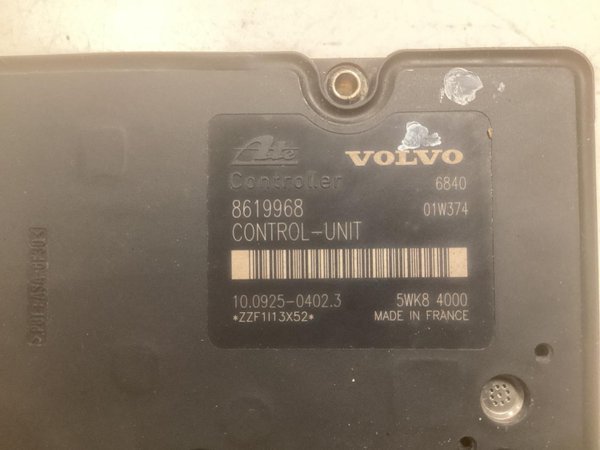 Ate VOLVO
Controller 6840
8619968 01W374
CONTROL-UNIT
10.0925-0402.3 5WK8 4000
*ZZF1I13X52* MADE IN FRANCE